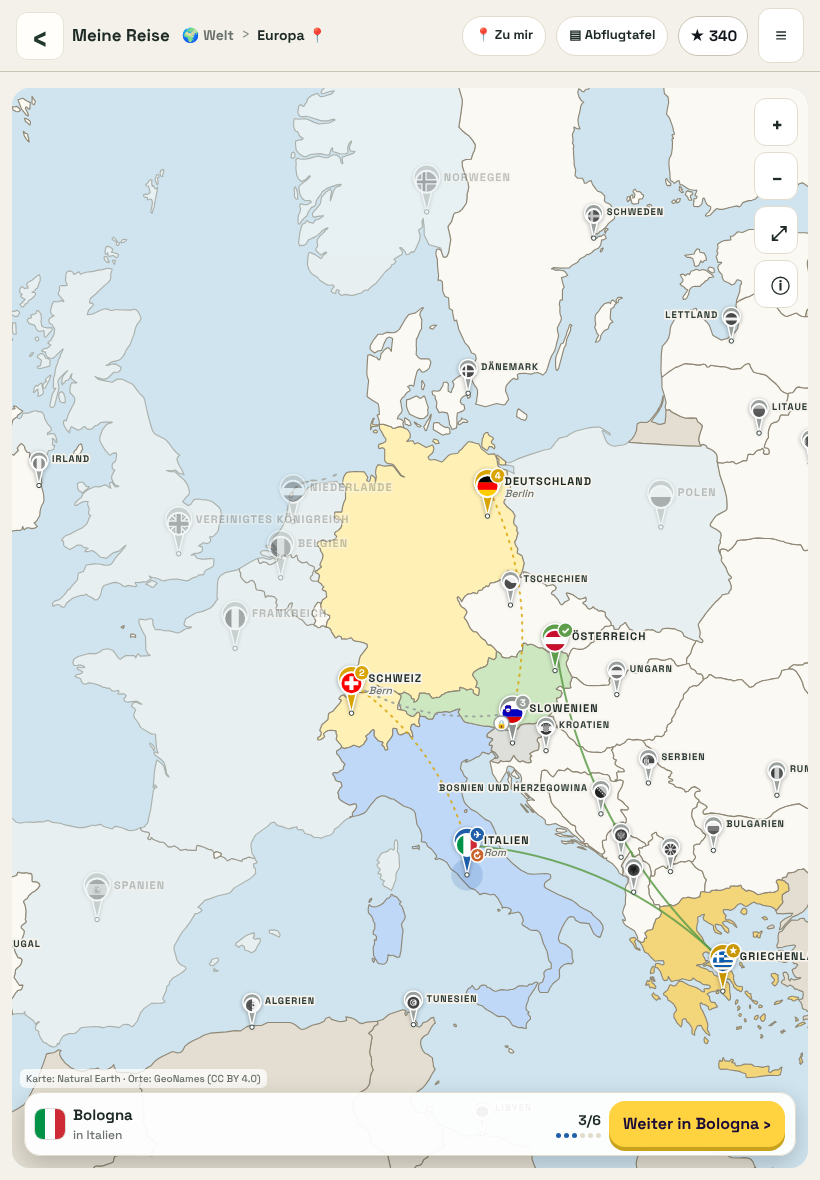 < Meine Reise 🌍 Welt > Europa 📍 📍 Zu mir ▤ Abflugtafel ★ 340 ≡
+
NORWEGEN
–
SCHWEDEN
LETTLAND
DÄNEMARK
LITAUE
IRLAND
4
DEUTSCHLAND
Berlin
NIEDERLANDE
POLEN
VEREINIGTES KÖNIGREICH
BELGIEN
TSCHECHIEN
FRANKREICH
ÖSTERREICH
UNGARN
2
SCHWEIZ
Bern
3
SLOWENIEN
KROATIEN
SERBIEN
RUM
BOSNIEN UND HERZEGOWINA
BULGARIEN
ITALIEN
Rom
SPANIEN
UGAL
GRIECHENLA
ALGERIEN
TUNESIEN
Karte: Natural Earth · Orte: GeoNames (CC BY 4.0)
LIBYEN
Bologna
in Italien
3/6
Weiter in Bologna >